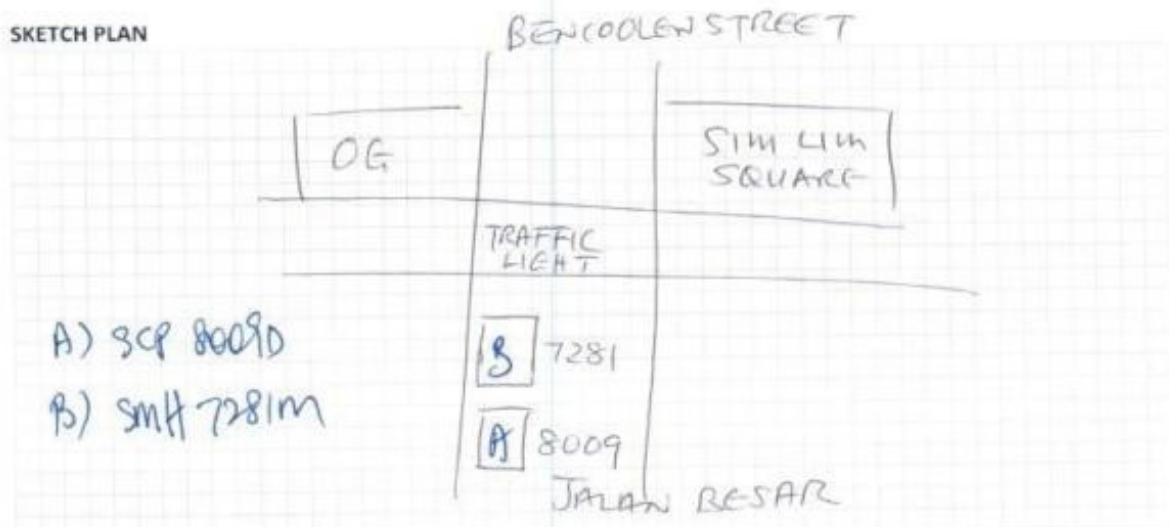 SKETCH PLAN
BENCOOLEN STREET
OG
SIM LIM
SQUARE
TRAFFIC
LIGHT
A) SCP 8009D
B) SMH 7281M
B 7281
A 8009
JALAN BESAR